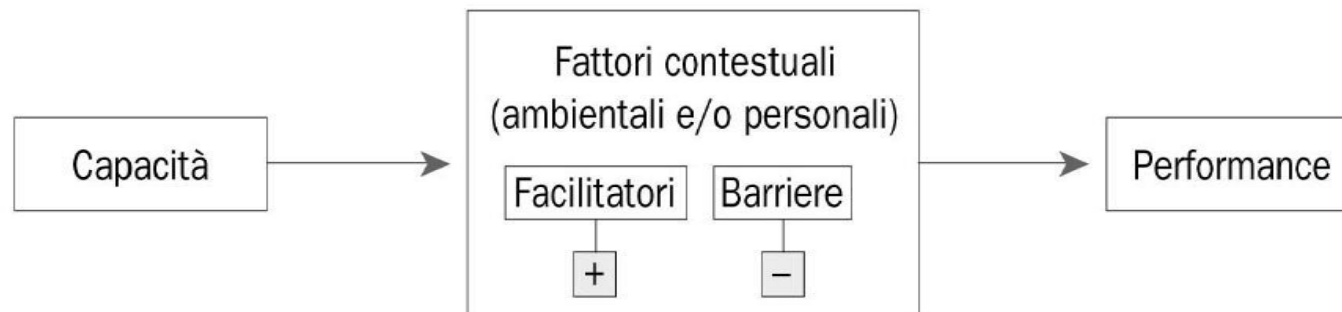 Capacità
Fattori contestuali
(ambientali e/o personali)
Facilitatori
Barriere
+
–
Performance